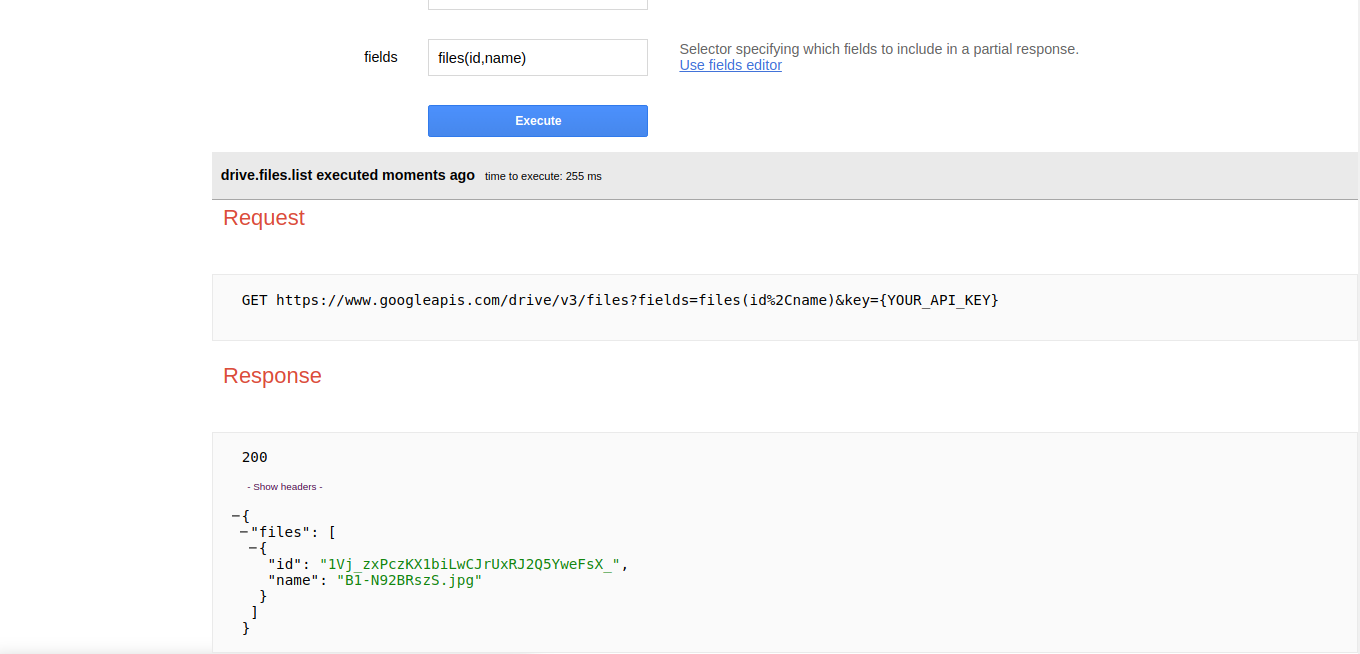 fields
files(id,name)
Selector specifying which fields to include in a partial response.
Use fields editor
Execute
drive.files.list executed moments ago time to execute: 255 ms
Request
GET https://www.googleapis.com/drive/v3/files?fields=files(id%2Cname)&key={YOUR_API_KEY}
Response
200
- Show headers -
{
"files": [
{
"id": "1Vj_zxPczKX1biLwCJrUxRJ2Q5YweFsX_",
"name": "B1-N92BRszS.jpg"
}
]
}